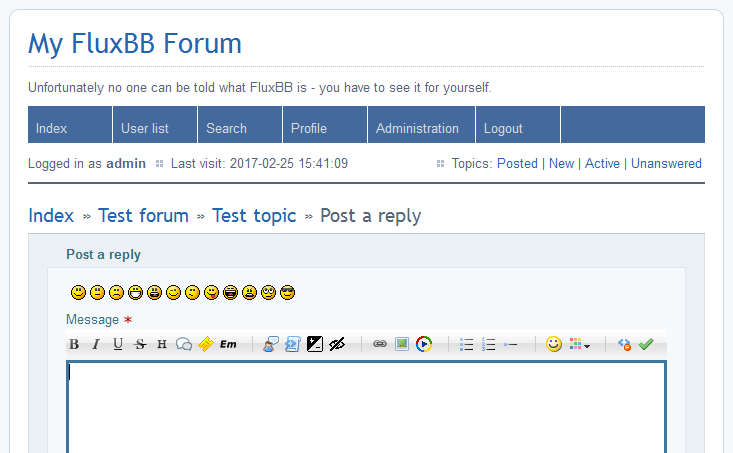 My FluxBB Forum
Unfortunately no one can be told what FluxBB is - you have to see it for yourself.
Index User list Search Profile Administration Logout
Logged in as admin Last visit: 2017-02-25 15:41:09 Topics: Posted | New | Active | Unanswered
Index » Test forum » Test topic » Post a reply
Post a reply
Message *
B I U S H Em